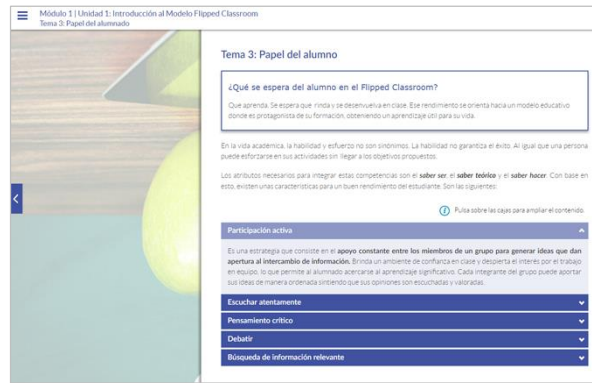 Módulo 1 | Unidad 1: Introducción al Modelo Flipped Classroom
Tema 3: Papel del alumnado
Tema 3: Papel del alumno
¿Qué se espera del alumno en el Flipped Classroom?
Que aprenda. Se espera que rinda y se desenvuelva en clase. Ese rendimiento se orienta hacia un modelo educativo
donde es protagonista de su formación, obteniendo un aprendizaje útil para su vida.
En la vida académica, la habilidad y esfuerzo no son sinónimos. La habilidad no garantiza el éxito. Al igual que una persona
puede esforzarse en sus actividades sin llegar a los objetivos propuestos.
Los atributos necesarios para integrar estas competencias son el saber ser, el saber teórico y el saber hacer. Con base en
esto, existen unas características para un buen rendimiento del estudiante. Son las siguientes:
Pulsa sobre las cajas para ampliar el contenido
Participación activa
Es una estrategia que consiste en el apoyo constante entre los miembros de un grupo para generar ideas que dan
apertura al intercambio de información. Brinda un ambiente de confianza en clase y despierta el interés por el trabajo
en equipo, lo que permite al alumnado acercarse al aprendizaje significativo. Cada integrante del grupo puede aportar
sus ideas de manera ordenada sintiendo que sus opiniones son escuchadas y valoradas.
Escuchar atentamente
Pensamiento crítico
Debatir
Búsqueda de información relevante